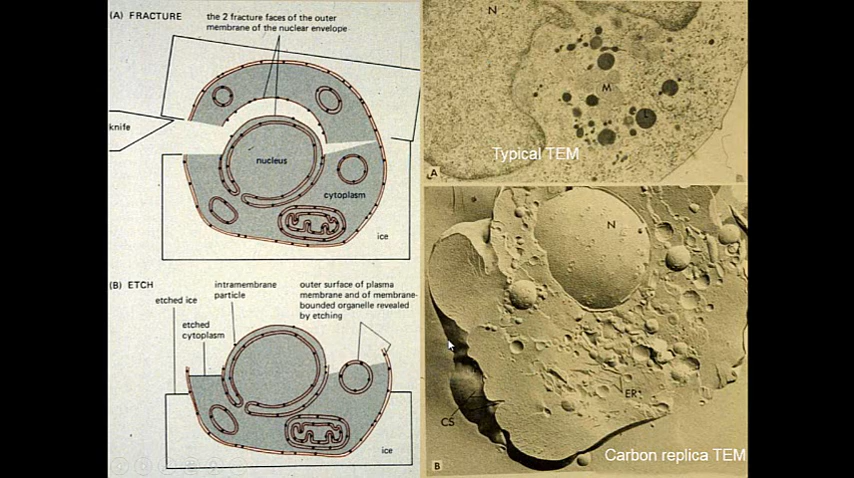 (A) FRACTURE
the 2 fracture faces of the outer
membrane of the nuclear envelope
knife
nucleus
cytoplasm
ice
(B) ETCH
etched ice
intramembrane
particle
outer surface of plasma
membrane and of membrane-
bounded organelle revealed
by etching
etched
cytoplasm
ice
N
M
L
Typical TEM
A
N
ER
CS
Carbon replica TEM
B